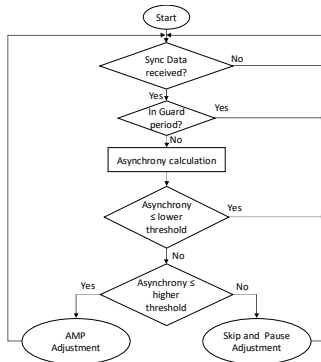 Start
Sync Data
received?
No
Yes
In Guard
period?
Yes
No
Asynchrony calculation
Asynchrony
≤ lower
threshold
Yes
No
Asynchrony ≤
higher
threshold
Yes
No
AMP
Adjustment
Skip and Pause
Adjustment